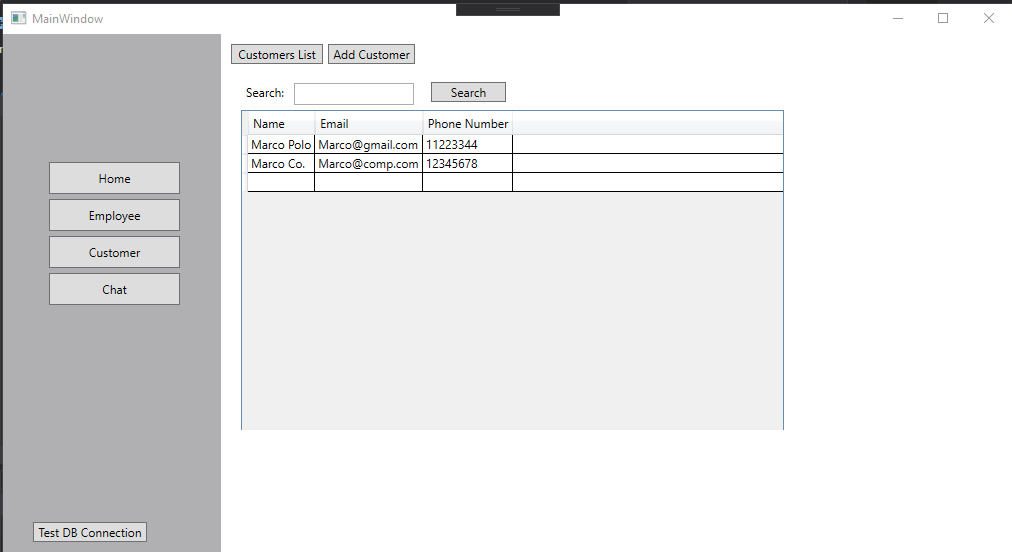 MainWindow
Customers List Add Customer
Search: Search
Name Email Phone Number
Marco Polo Marco@gmail.com 11223344
Marco Co. Marco@comp.com 12345678
Home
Employee
Customer
Chat
Test DB Connection